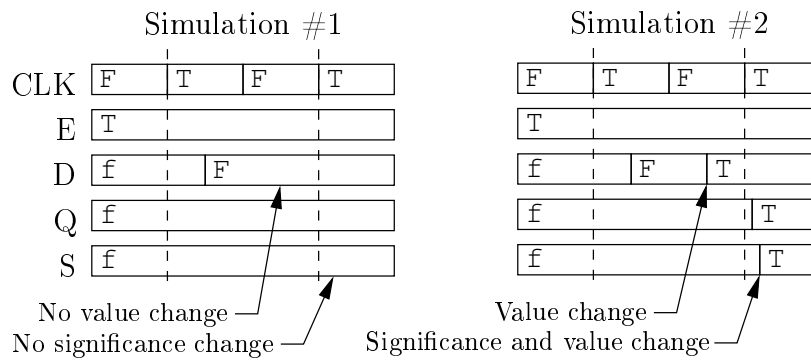 Simulation #1
Simulation #2
CLK F T F T
F T F T
E T
T
D f F
f F T
Q f
f T
S f
f T
No value change
Value change
No significance change
Significance and value change